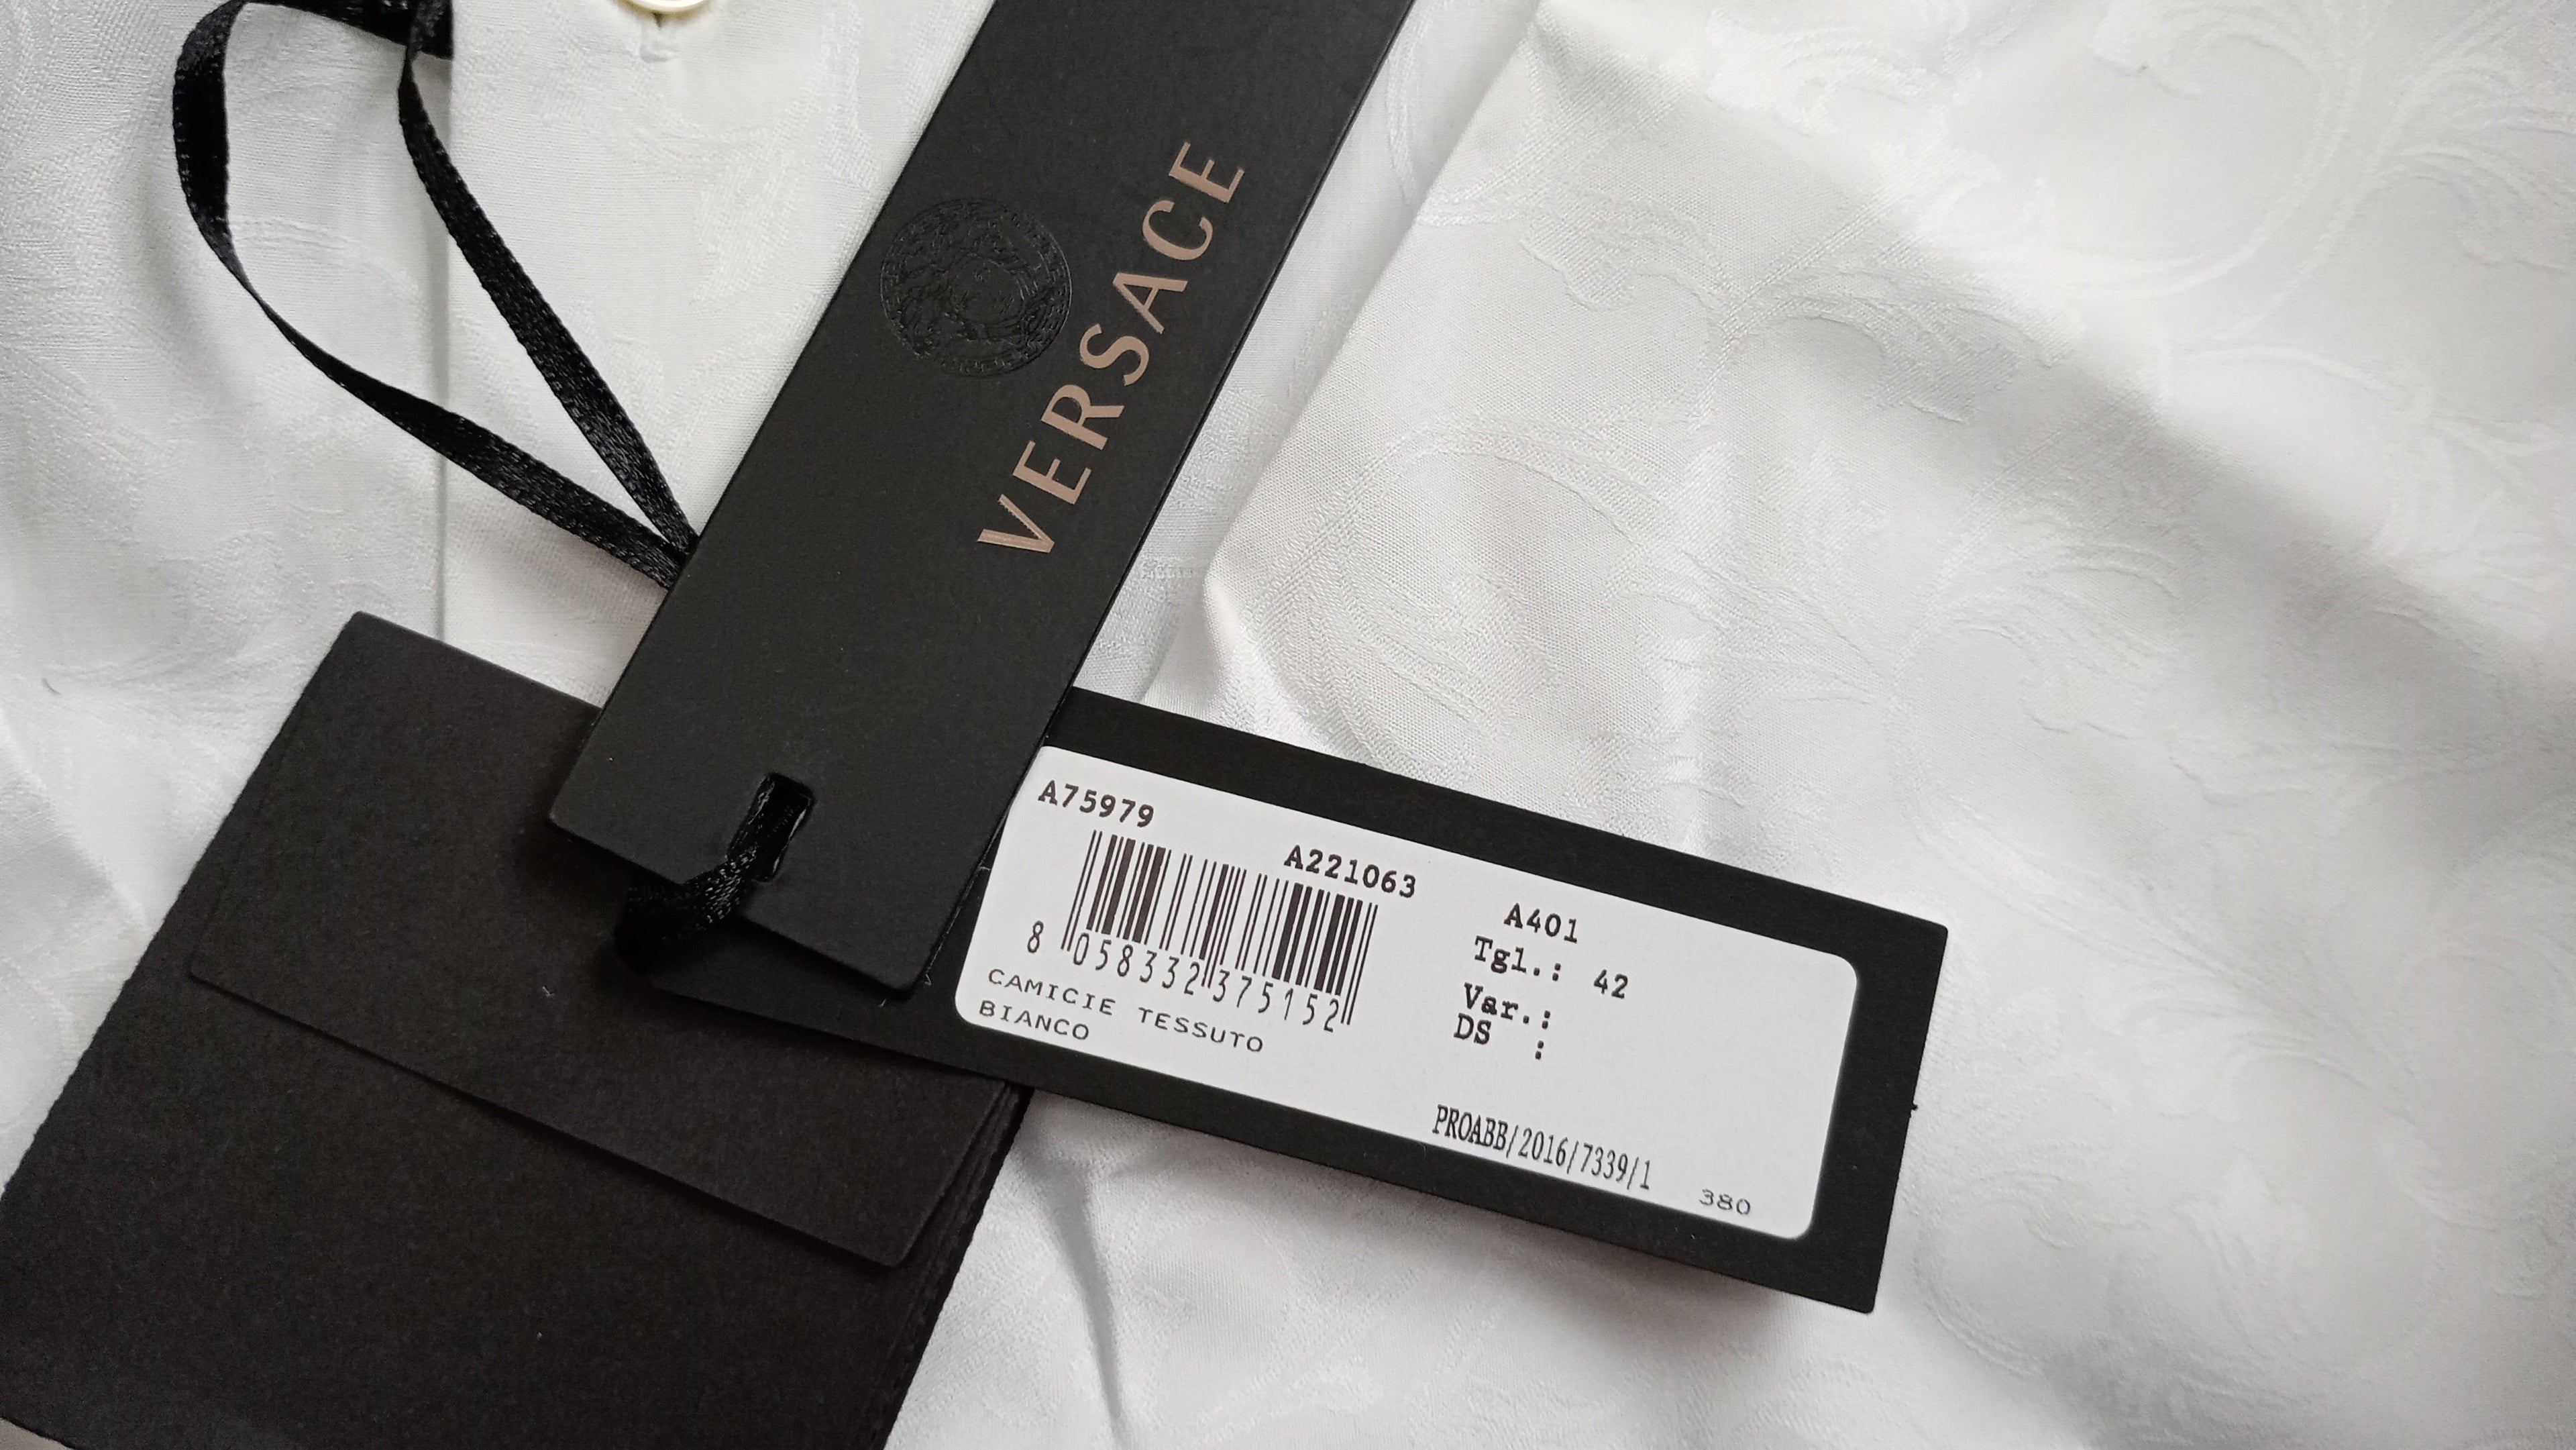 VERSACE
A75979
A221063
A401
Tgl.: 42
Var.:
DS :
8 058332 375152
CAMICIE TESSUTO
BIANCO
PROABB/2016/7339/1
380